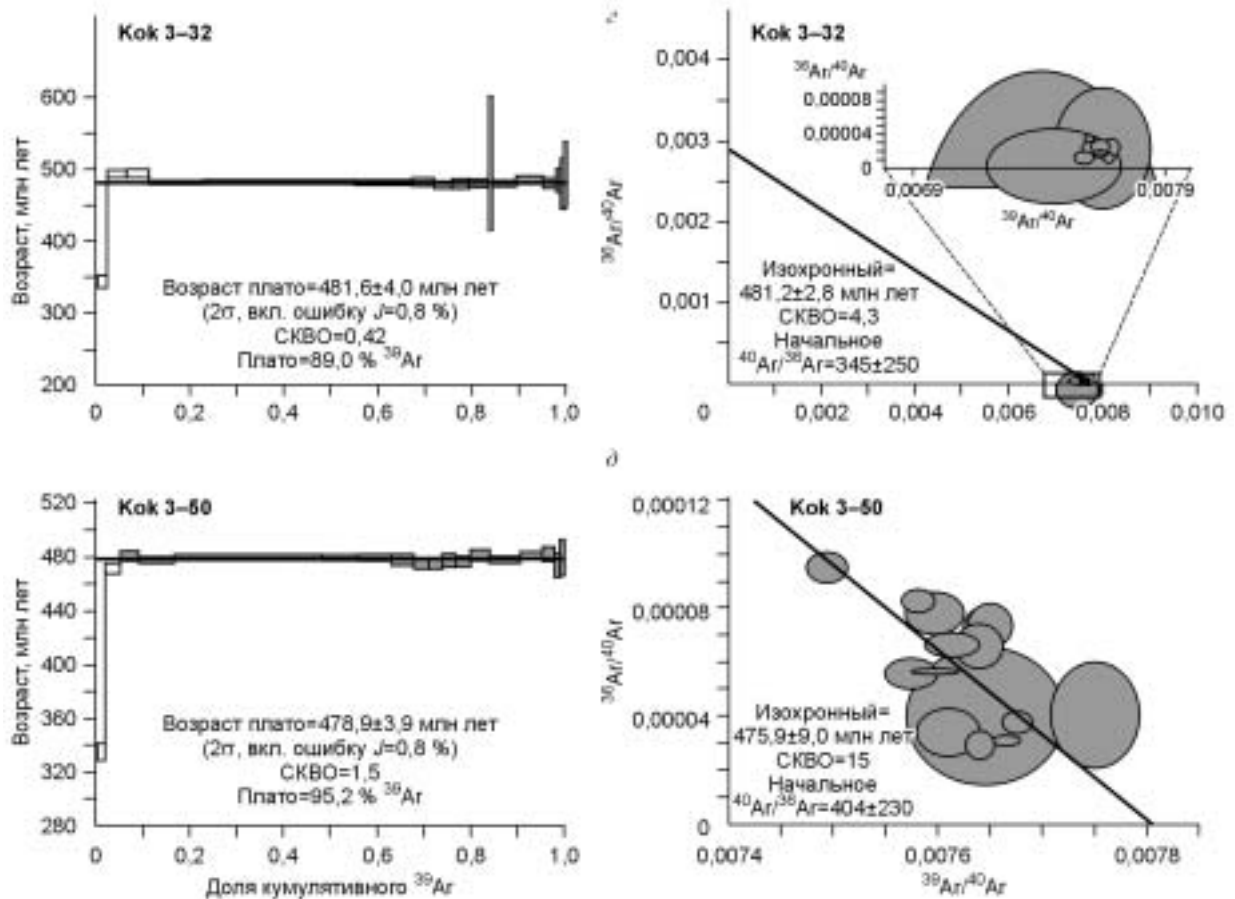 Kok 3–32
600
500
400
300
200
Возраст, млн лет
Возраст плато=481,6±4,0 млн лет
(2σ, вкл. ошибку J=0,8 %)
СКВО=0,42
Плато=89,0 % ³⁹Ar
0 0,2 0,4 0,6 0,8 1,0
Kok 3–32
0,004
0,003
0,002
0,001
³⁶Ar/⁴⁰Ar
³⁶Ar/⁴⁰Ar
0,00008
0,00004
0
0,0069 0,0079
³⁹Ar/⁴⁰Ar
Изохронный=
481,2±2,8 млн лет
СКВО=4,3
Начальное
⁴⁰Ar/³⁶Ar=345±250
0 0,002 0,004 0,006 0,008 0,010
д
Kok 3–50
520
480
440
400
360
320
280
Возраст, млн лет
Возраст плато=478,9±3,9 млн лет
(2σ, вкл. ошибку J=0,8 %)
СКВО=1,5
Плато=95,2 % ³⁹Ar
0 0,2 0,4 0,6 0,8 1,0
Доля кумулятивного ³⁹Ar
Kok 3–50
0,00012
0,00008
0,00004
0
³⁶Ar/⁴⁰Ar
Изохронный=
475,9±9,0 млн лет
СКВО=15
Начальное
⁴⁰Ar/³⁶Ar=404±230
0,0074 0,0076 0,0078
³⁹Ar/⁴⁰Ar